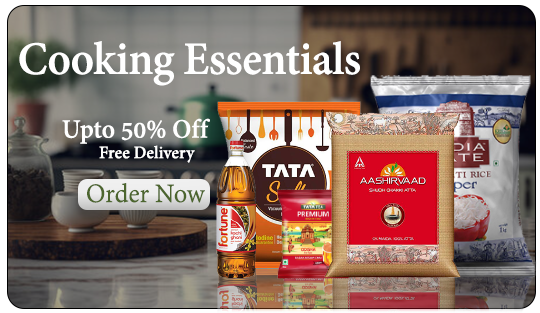 Cooking Essentials
Upto 50% Off
Free Delivery
Order Now
fortune
TATA
Salt
TATA TEA
PREMIUM
AASHIRVAAD
SHUDH CHAKKI ATTA
INDIA
GATE